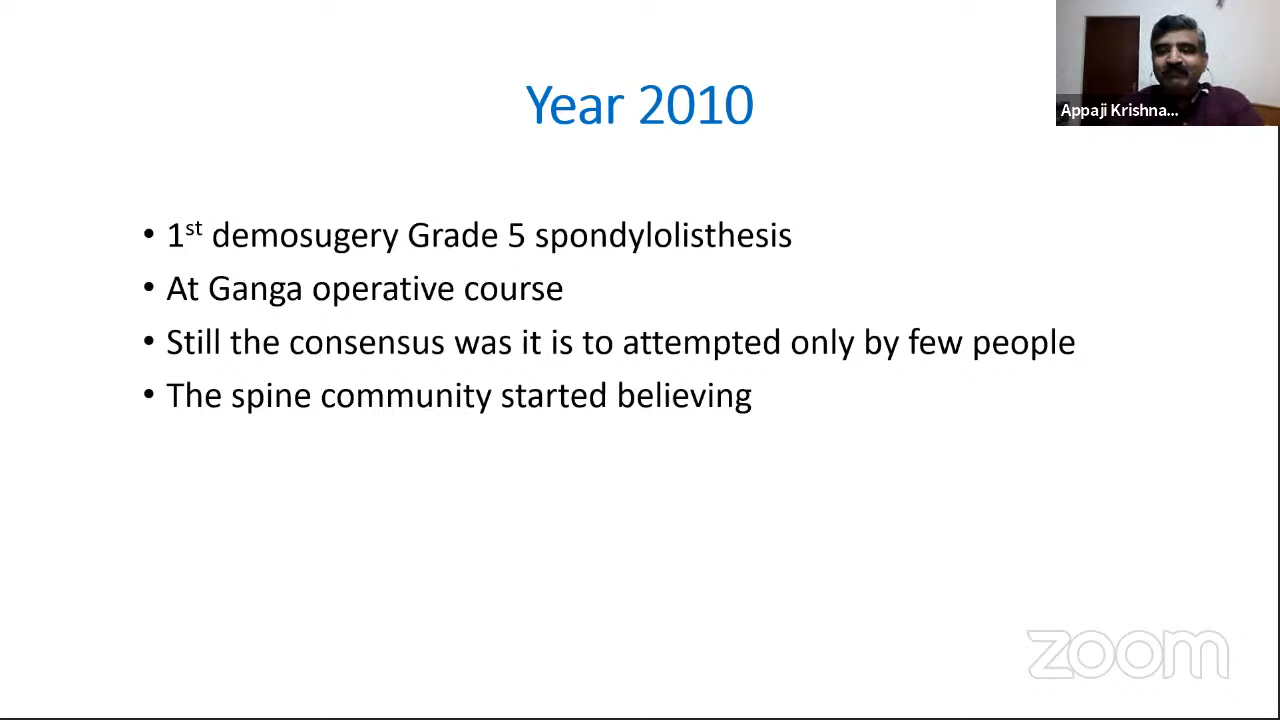 Year 2010
Appaji Krishna...
• 1st demosugery Grade 5 spondylolisthesis
• At Ganga operative course
• Still the consensus was it is to attempted only by few people
• The spine community started believing
zoom